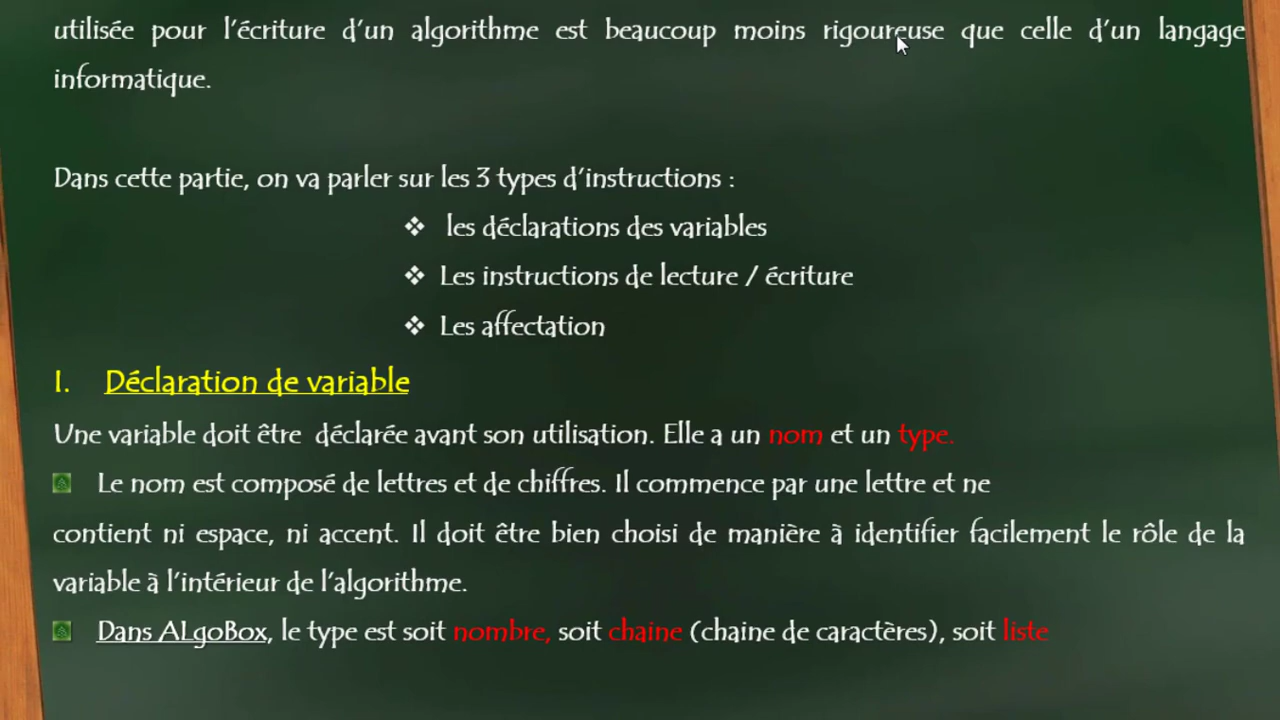 utilisée pour l’écriture d’un algorithme est beaucoup moins rigoureuse que celle d’un langage
informatique.
Dans cette partie, on va parler sur les 3 types d’instructions :
❖ les déclarations des variables
❖ Les instructions de lecture / écriture
❖ Les affectation
I. Déclaration de variable
Une variable doit être déclarée avant son utilisation. Elle a un nom et un type.
Le nom est composé de lettres et de chiffres. Il commence par une lettre et ne
contient ni espace, ni accent. Il doit être bien choisi de manière à identifier facilement le rôle de la
variable à l’intérieur de l’algorithme.
Dans ALgoBox, le type est soit nombre, soit chaine (chaine de caractères), soit liste